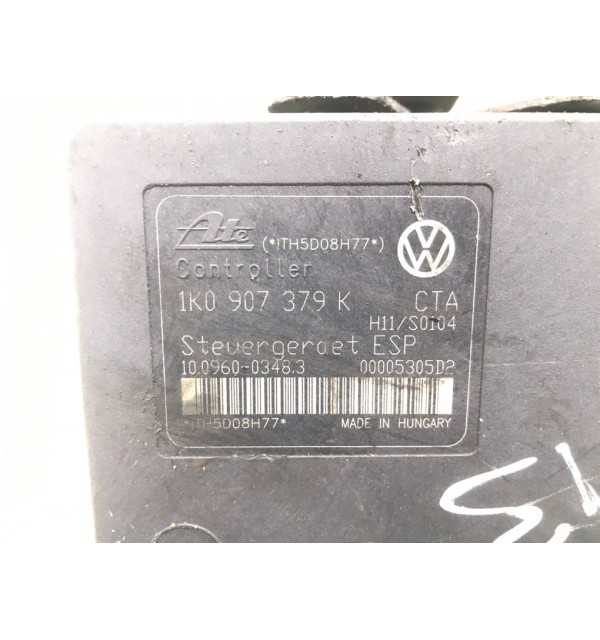 Ate (*ITH5D08H77*)
Controller
1K0 907 379 K CTA
H11/S0104
Steuergeraet ESP
10.0960-0348.3 00005305D2
*ITH5D08H77* MADE IN HUNGARY